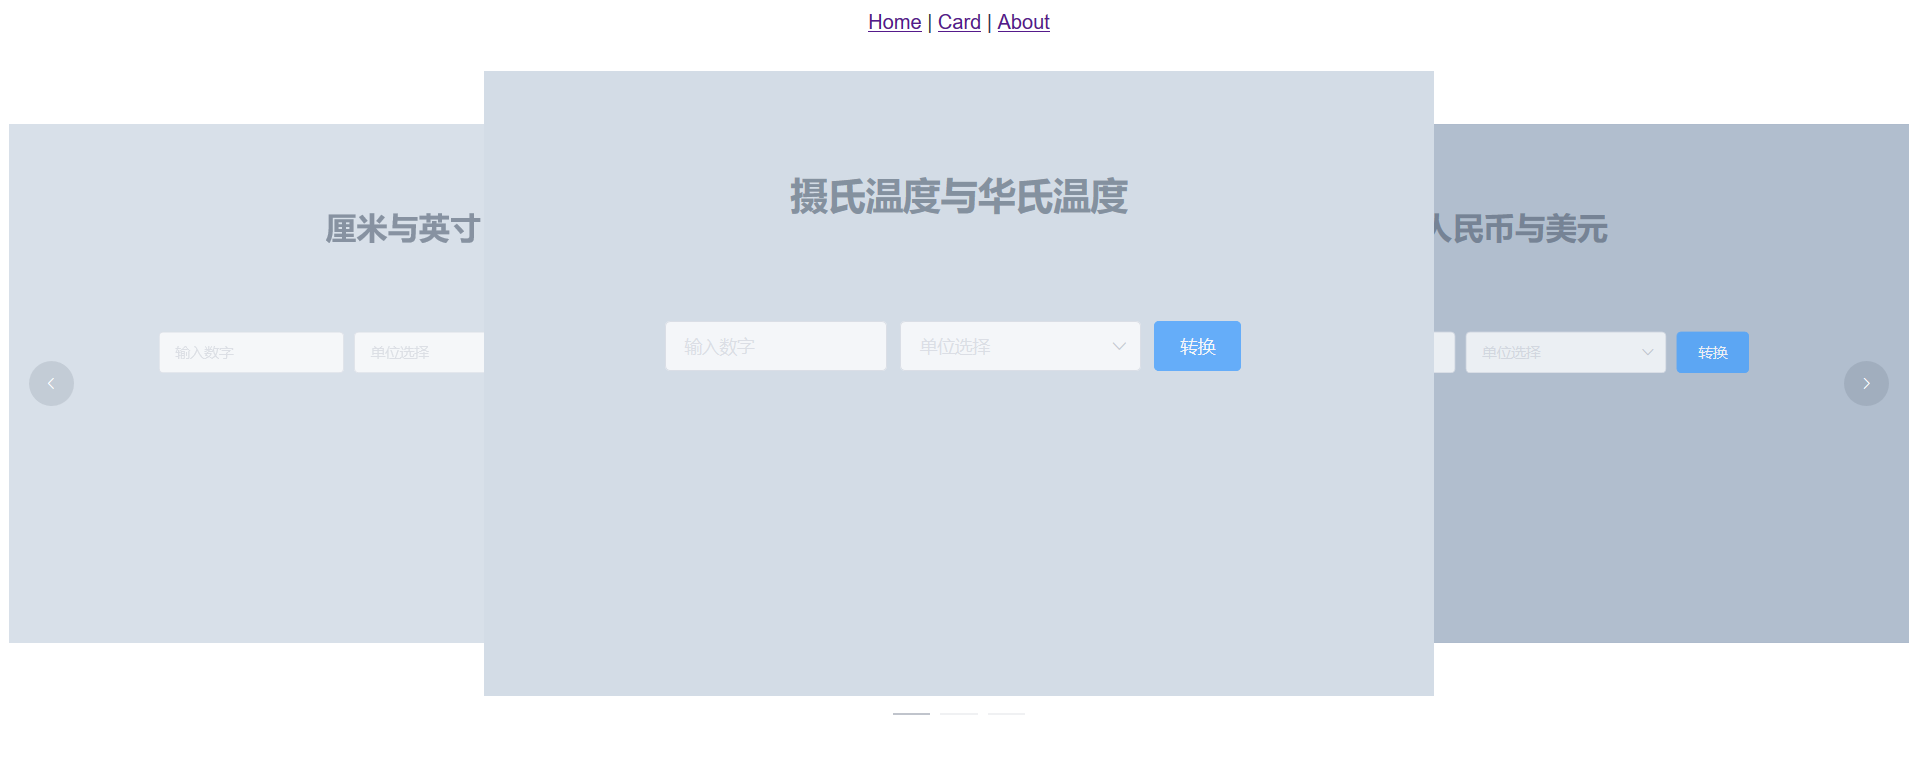 Home | Card | About
摄氏温度与华氏温度
输入数字
单位选择
转换
厘米与英寸
输入数字
单位选择
人民币与美元
单位选择
转换